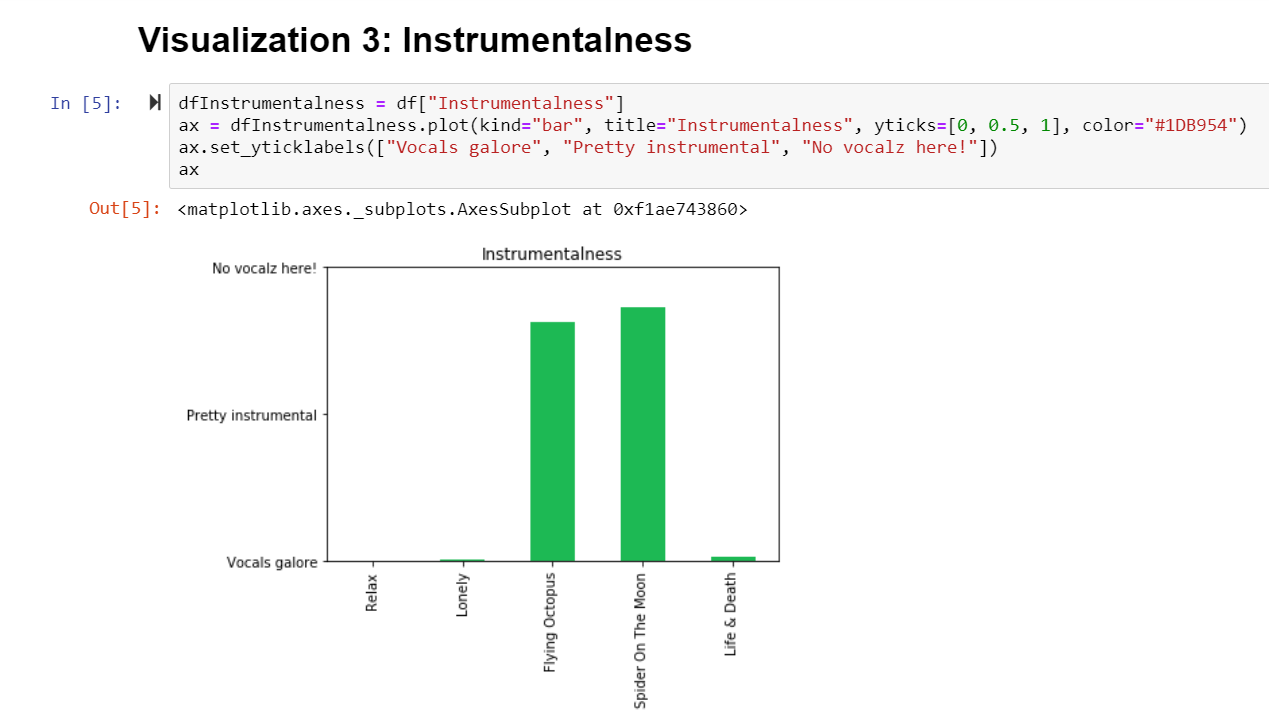 Visualization 3: Instrumentalness
In [5]:
dfInstrumentalness = df["Instrumentalness"]
ax = dfInstrumentalness.plot(kind="bar", title="Instrumentalness", yticks=[0, 0.5, 1], color="#1DB954")
ax.set_yticklabels(["Vocals galore", "Pretty instrumental", "No vocalz here!"])
ax
Out[5]: <matplotlib.axes._subplots.AxesSubplot at 0xf1ae743860>
Instrumentalness
No vocalz here!
Pretty instrumental
Vocals galore
Relax
Lonely
Flying Octopus
Spider On The Moon
Life & Death